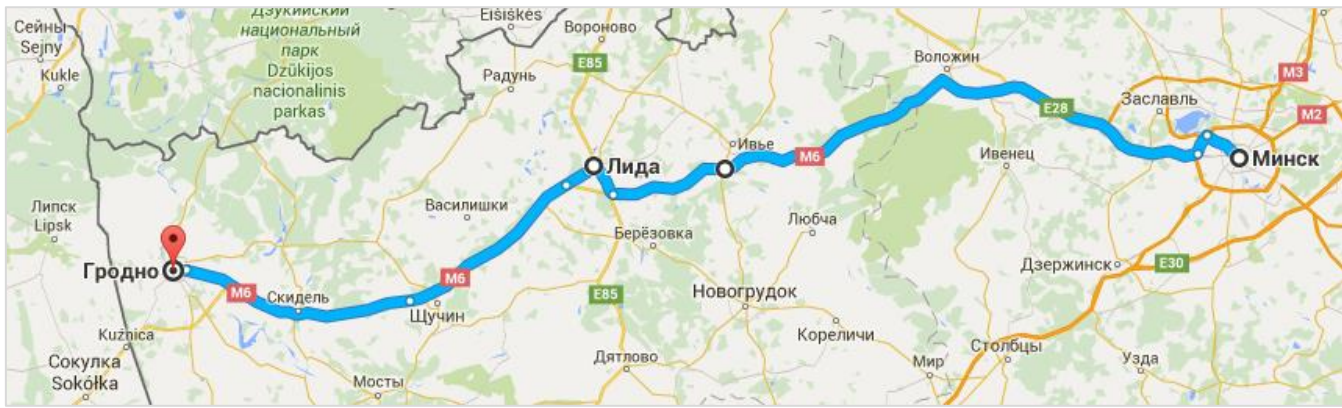 Сейны
Sejny
Kukle
Дзукийский
национальный
парк
Dzūkijos
nacionalinis
parkas
Eišiškės
Вороново
E85
Радунь
Воложин
E28
Заславль
M3
M2
Лида
Ивье
M6
Ивенец
Минск
Липск
Lipsk
Василишки
Берёзовка
Любча
Гродно
M6
Скидель
M6
Щучин
E85
Новогрудок
Дзержинск
E30
Kuźnica
Кореличи
Сокулка
Sokółka
Мосты
Дятлово
Мир
Столбцы
Узда